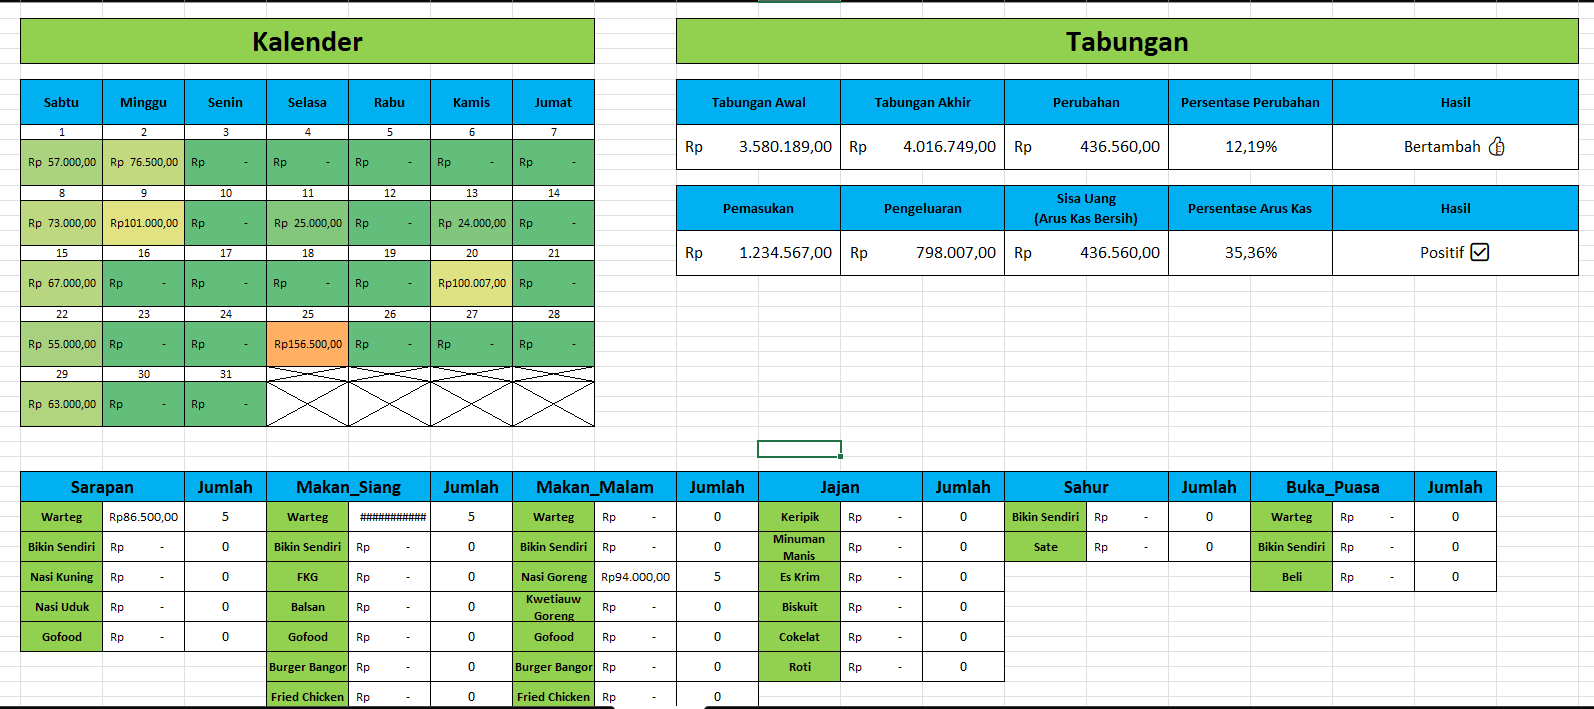 Kalender
Sabtu Minggu Senin Selasa Rabu Kamis Jumat
1 2 3 4 5 6 7
Rp 57.000,00 Rp 76.500,00 Rp - Rp - Rp - Rp - Rp -
8 9 10 11 12 13 14
Rp 73.000,00 Rp101.000,00 Rp - Rp 25.000,00 Rp - Rp 24.000,00 Rp -
15 16 17 18 19 20 21
Rp 67.000,00 Rp - Rp - Rp - Rp - Rp100.007,00 Rp -
22 23 24 25 26 27 28
Rp 55.000,00 Rp - Rp - Rp156.500,00 Rp - Rp - Rp -
29 30 31
Rp 63.000,00 Rp - Rp -
Tabungan
Tabungan Awal Tabungan Akhir Perubahan Persentase Perubahan Hasil
Rp 3.580.189,00 Rp 4.016.749,00 Rp 436.560,00 12,19% Bertambah 👍
Pemasukan Pengeluaran Sisa Uang (Arus Kas Bersih) Persentase Arus Kas Hasil
Rp 1.234.567,00 Rp 798.007,00 Rp 436.560,00 35,36% Positif ☑
Sarapan Jumlah Makan_Siang Jumlah Makan_Malam Jumlah Jajan Jumlah Sahur Jumlah Buka_Puasa Jumlah
Warteg Rp86.500,00 5 Warteg ########### 5 Warteg Rp - 0 Keripik Rp - 0 Bikin Sendiri Rp - 0 Warteg Rp - 0
Bikin Sendiri Rp - 0 Bikin Sendiri Rp - 0 Bikin Sendiri Rp - 0 Minuman Manis Rp - 0 Sate Rp - 0 Bikin Sendiri Rp - 0
Nasi Kuning Rp - 0 FKG Rp - 0 Nasi Goreng Rp94.000,00 5 Es Krim Rp - 0 Beli Rp - 0
Nasi Uduk Rp - 0 Balsan Rp - 0 Kwetiauw Goreng Rp - 0 Biskuit Rp - 0
Gofood Rp - 0 Gofood Rp - 0 Gofood Rp - 0 Cokelat Rp - 0
Burger Bangor Rp - 0 Burger Bangor Rp - 0 Roti Rp - 0
Fried Chicken Rp - 0 Fried Chicken Rp - 0